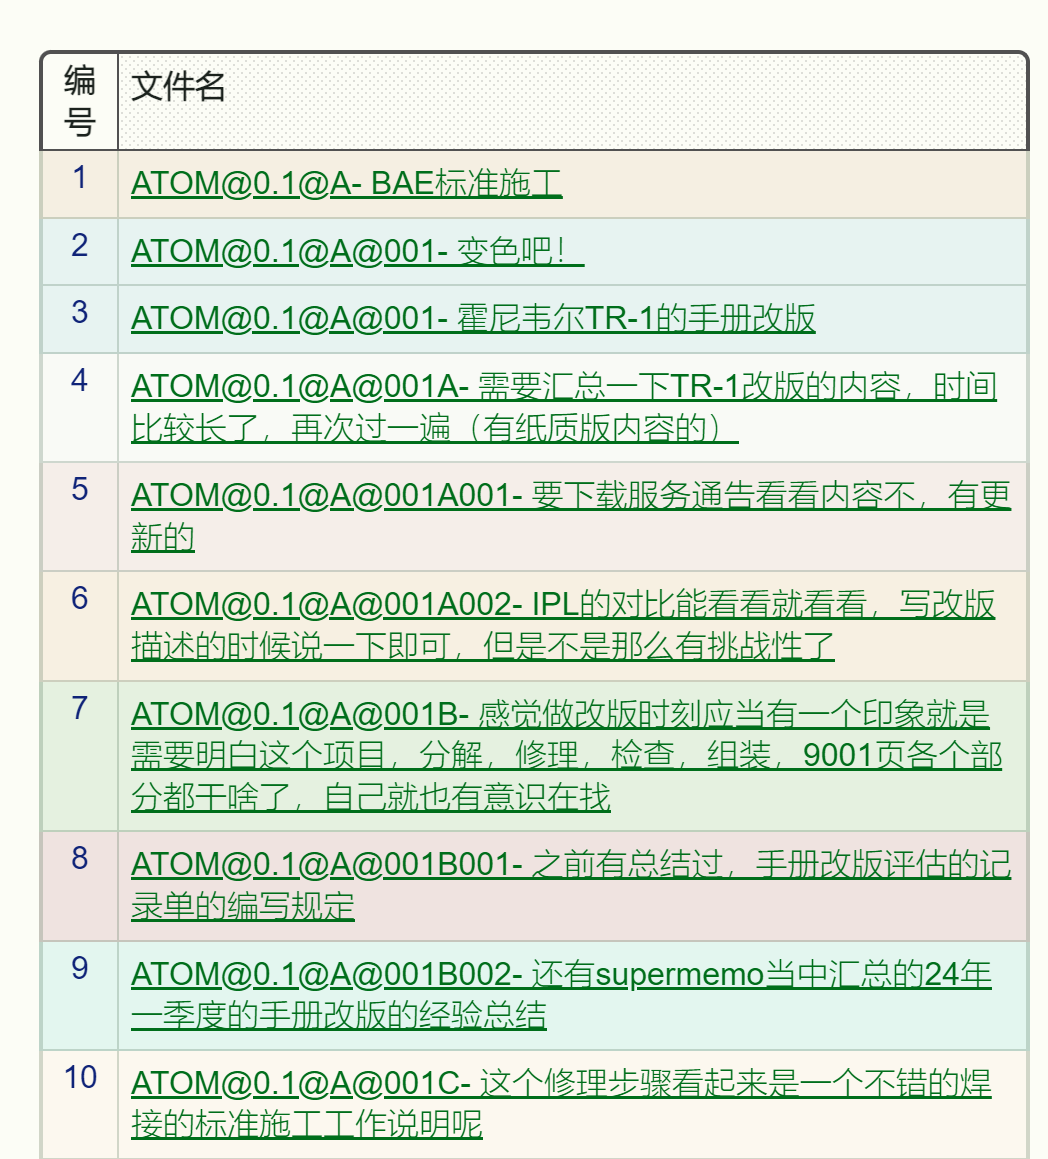 编
号
文件名
1
ATOM@0.1@A- BAE标准施工
2
ATOM@0.1@A@001- 变色吧！
3
ATOM@0.1@A@001- 霍尼韦尔TR-1的手册改版
4
ATOM@0.1@A@001A- 需要汇总一下TR-1改版的内容，时间
比较长了，再次过一遍（有纸质版内容的）
5
ATOM@0.1@A@001A001- 要下载服务通告看看内容不，有更
新的
6
ATOM@0.1@A@001A002- IPL的对比能看看就看看，写改版
描述的时候说一下即可，但是不是那么有挑战性了
7
ATOM@0.1@A@001B- 感觉做改版时刻应当有一个印象就是
需要明白这个项目，分解，修理，检查，组装，9001页各个部
分都干啥了，自己就也有意识在找
8
ATOM@0.1@A@001B001- 之前有总结过，手册改版评估的记
录单的编写规定
9
ATOM@0.1@A@001B002- 还有supermemo当中汇总的24年
一季度的手册改版的经验总结
10
ATOM@0.1@A@001C- 这个修理步骤看起来是一个不错的焊
接的标准施工工作说明呢